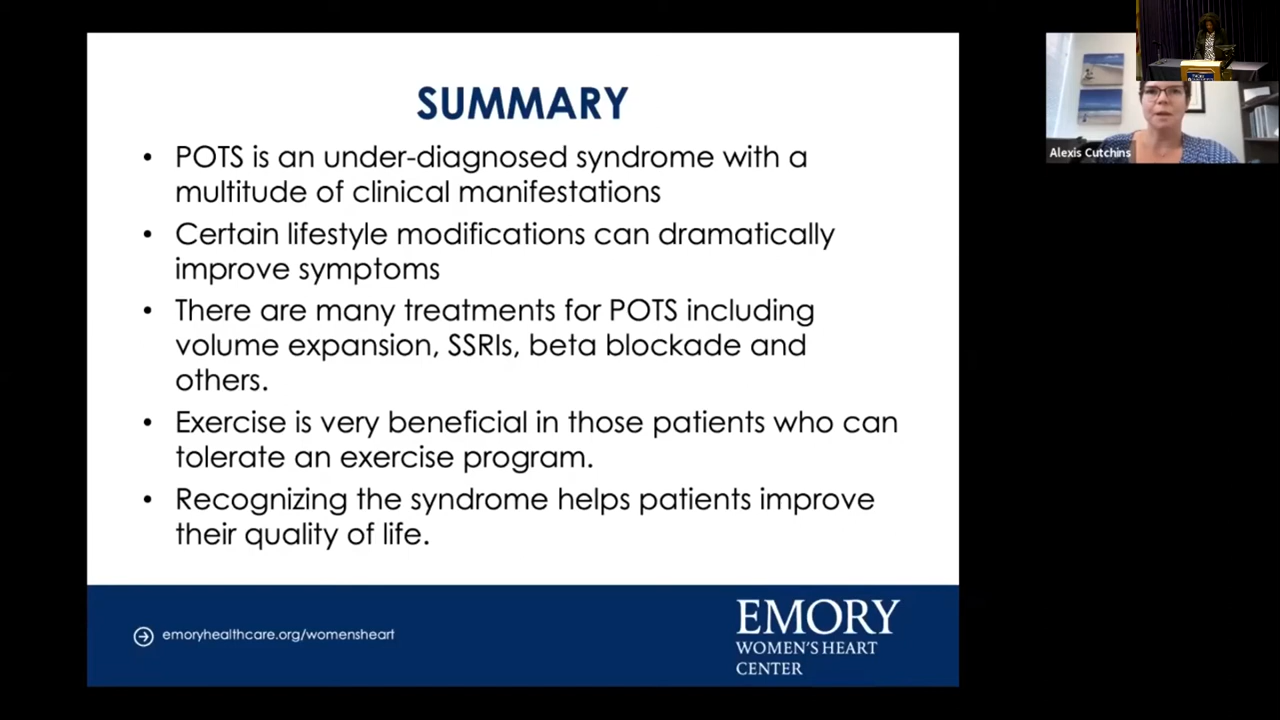 SUMMARY
• POTS is an under-diagnosed syndrome with a
multitude of clinical manifestations
• Certain lifestyle modifications can dramatically
improve symptoms
• There are many treatments for POTS including
volume expansion, SSRIs, beta blockade and
others.
• Exercise is very beneficial in those patients who can
tolerate an exercise program.
• Recognizing the syndrome helps patients improve
their quality of life.
emoryhealthcare.org/womensheart
EMORY
WOMEN'S HEART
CENTER
Alexis Cutchins